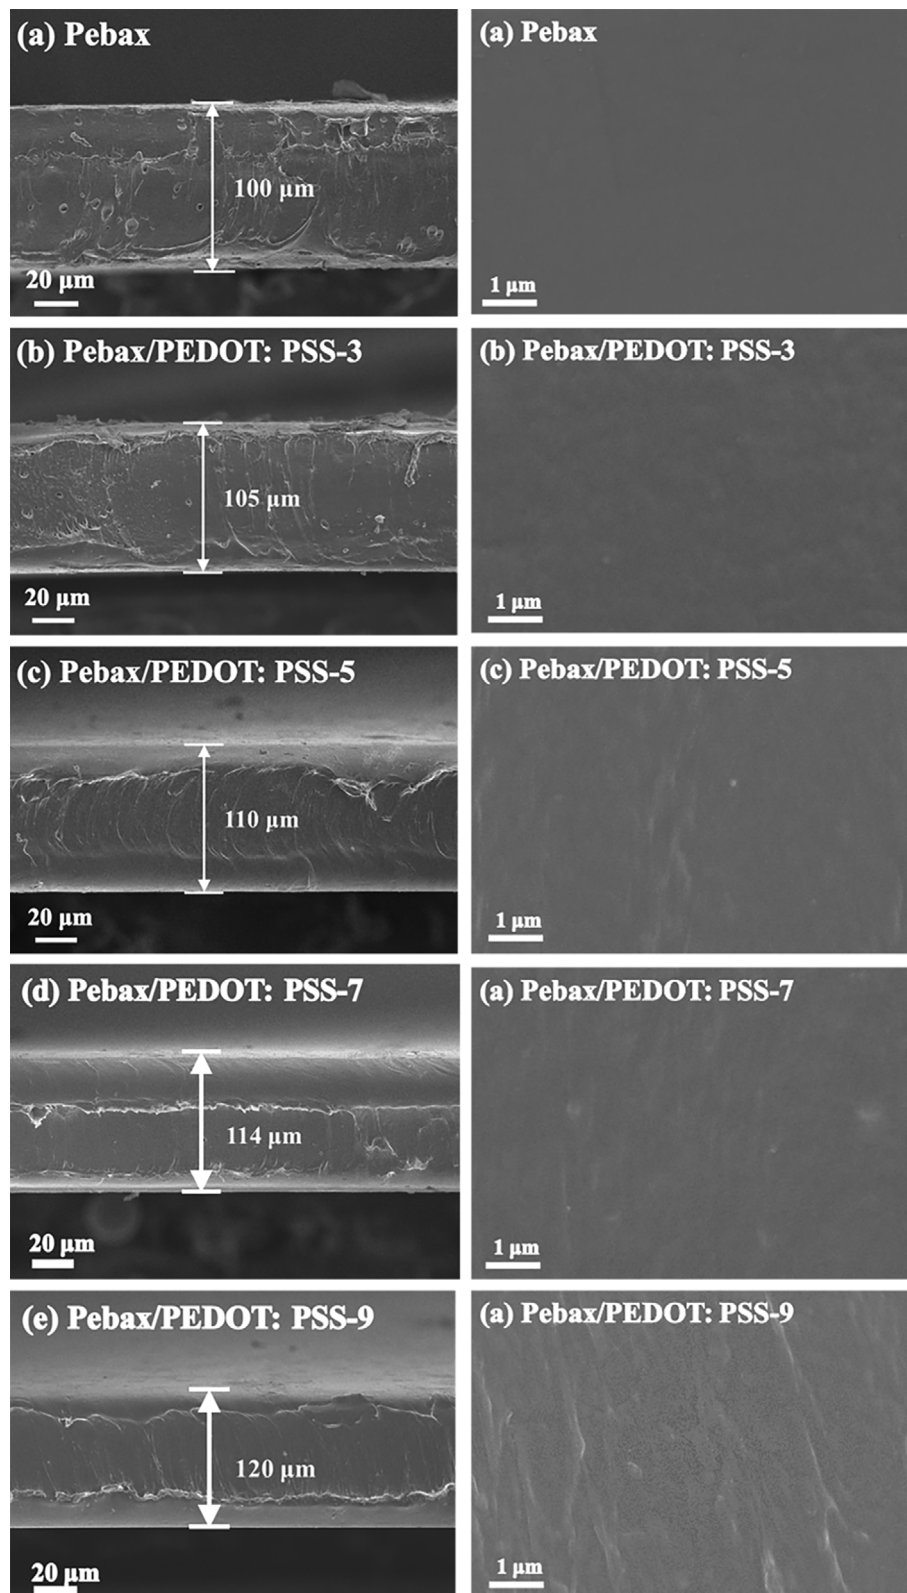 (a) Pebax
100 µm
20 µm
(a) Pebax
1 µm
(b) Pebax/PEDOT: PSS-3
105 µm
20 µm
(b) Pebax/PEDOT: PSS-3
1 µm
(c) Pebax/PEDOT: PSS-5
110 µm
20 µm
(c) Pebax/PEDOT: PSS-5
1 µm
(d) Pebax/PEDOT: PSS-7
114 µm
20 µm
(a) Pebax/PEDOT: PSS-7
1 µm
(e) Pebax/PEDOT: PSS-9
120 µm
20 µm
(a) Pebax/PEDOT: PSS-9
1 µm